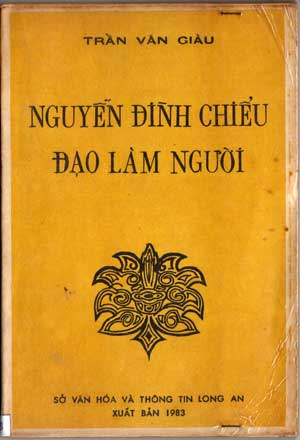 TRẦN VĂN GIÀU
NGUYỄN ĐÌNH CHIỂU
ĐẠO LÀM NGƯỜI
SỞ VĂN HÓA VÀ THÔNG TIN LONG AN
XUẤT BẢN 1983